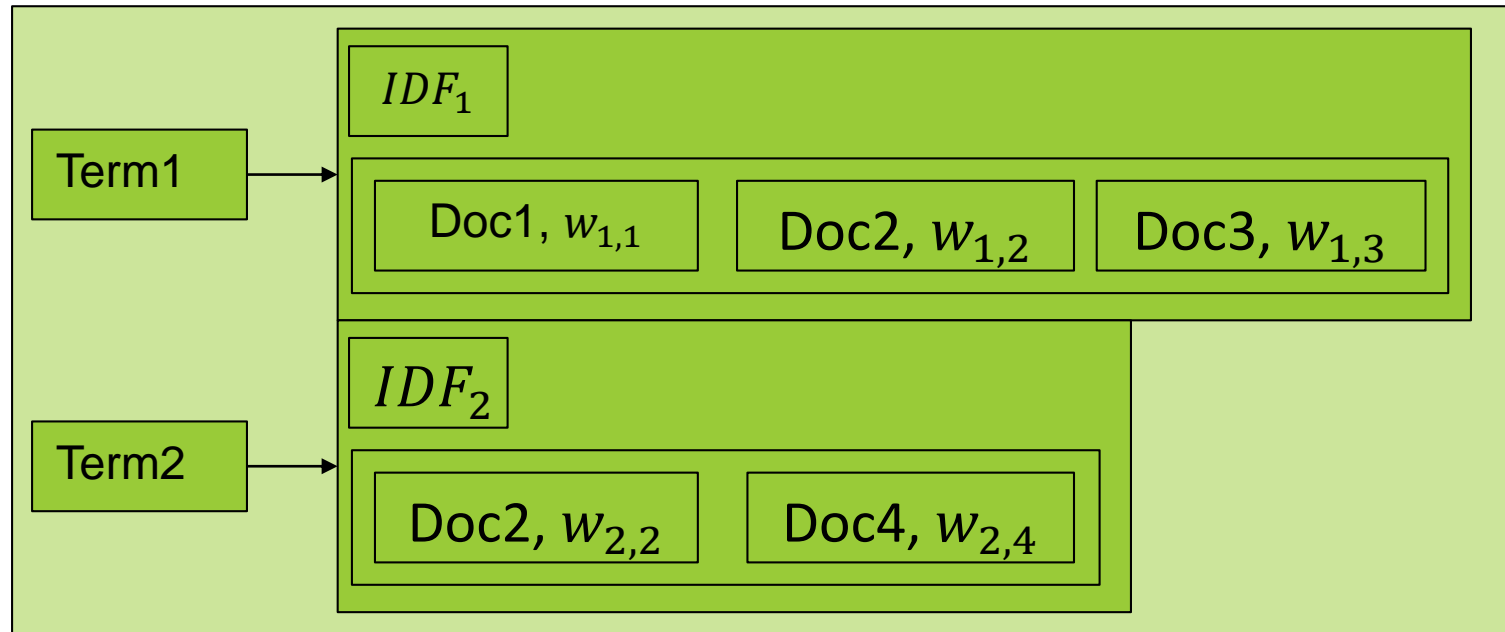 IDF₁
Term1
Doc1, w₁,₁ Doc2, w₁,₂ Doc3, w₁,₃
IDF₂
Term2
Doc2, w₂,₂ Doc4, w₂,₄